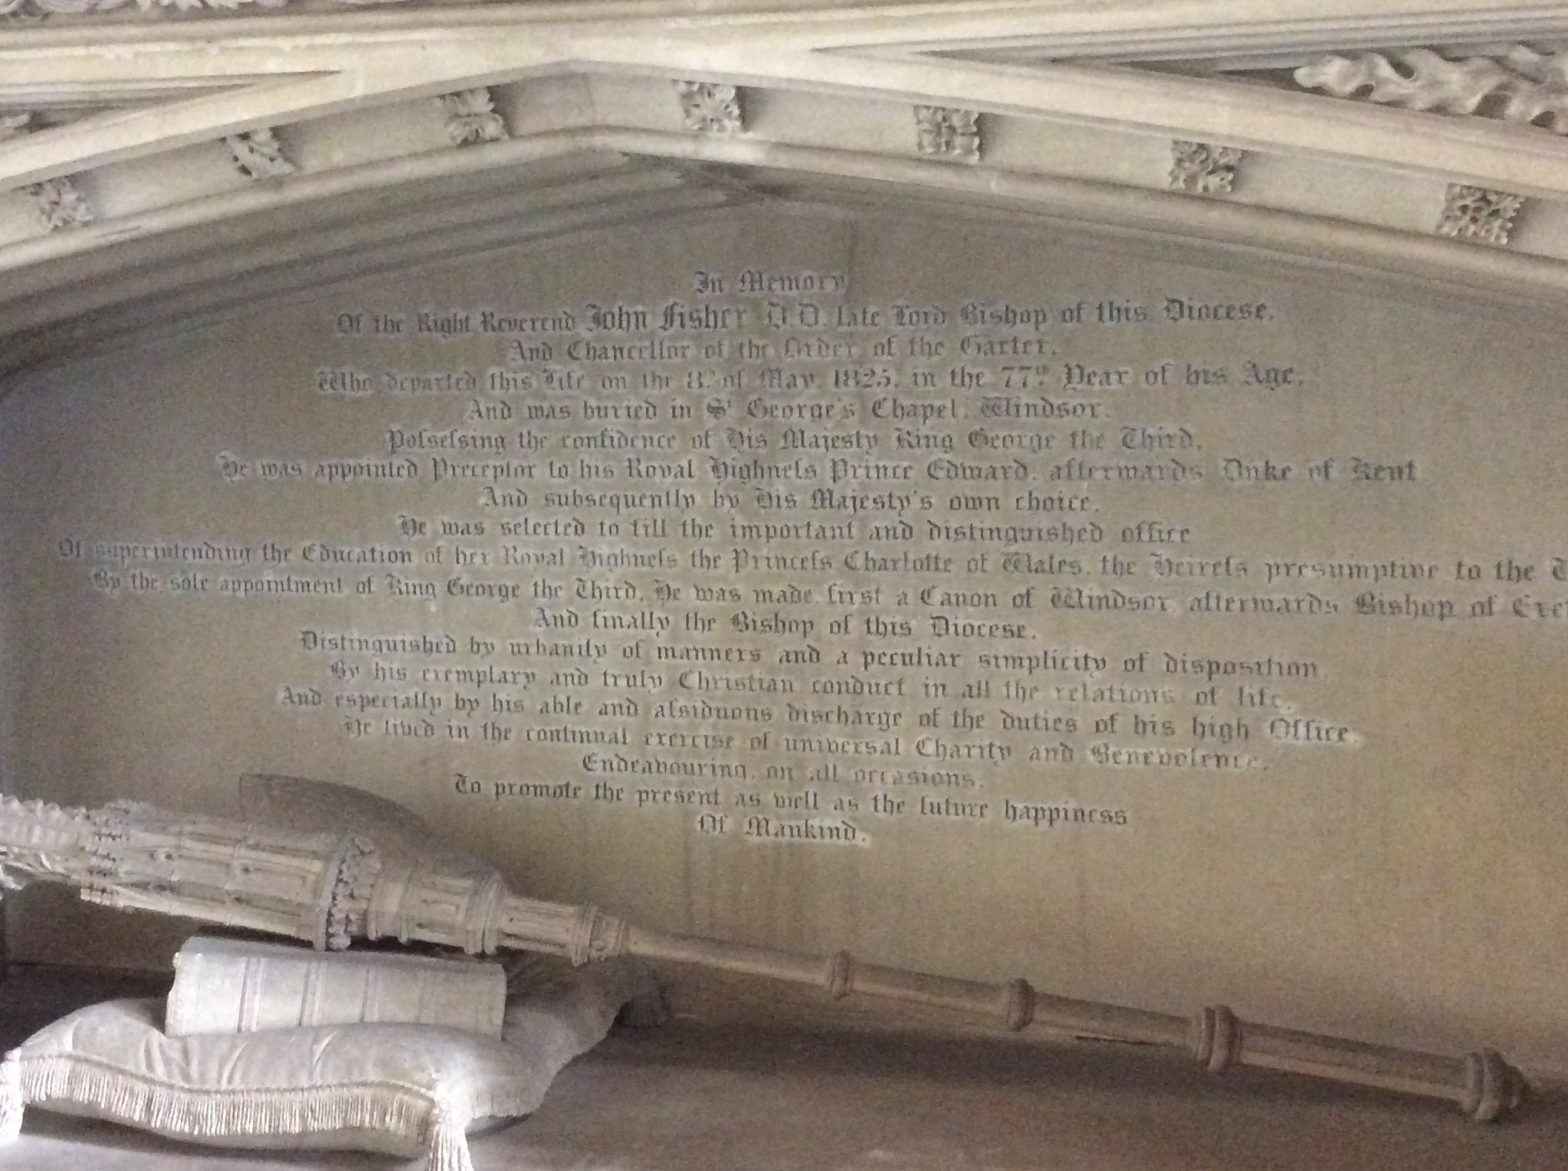 In Memory
Of the Right Reverend John Fisher D.D. late Lord Bishop of this Diocese,
And Chancellor of the Order of the Garter
Who departed this life on the 8th of May 1825, in the 77th Year of his Age,
And was buried in St George's Chapel Windsor.
Possessing the confidence of His Majesty King George the Third,
He was appointed Preceptor to his Royal Highness Prince Edward, afterwards Duke of Kent,
And subsequently by His Majesty's own choice,
He was selected to fill the important and distinguished office
Of superintending the Education of her Royal Highness the Princess Charlotte of Wales, the Heiress presumptive to the
By the sole appointment of King George the Third, He was made first a Canon of Windsor, afterwards Bishop of
And finally the Bishop of this Diocese.
Distinguished by urbanity of manners and a peculiar simplicity of disposition,
By his exemplary, and truly Christian conduct in all the relations of life,
And especially by his able and assiduous discharge of the duties of his high Office,
He lived in the continual exercise of universal Charity and Benevolence,
Endeavouring, on all occasions
To promote the present as well as the future happiness
Of Mankind.